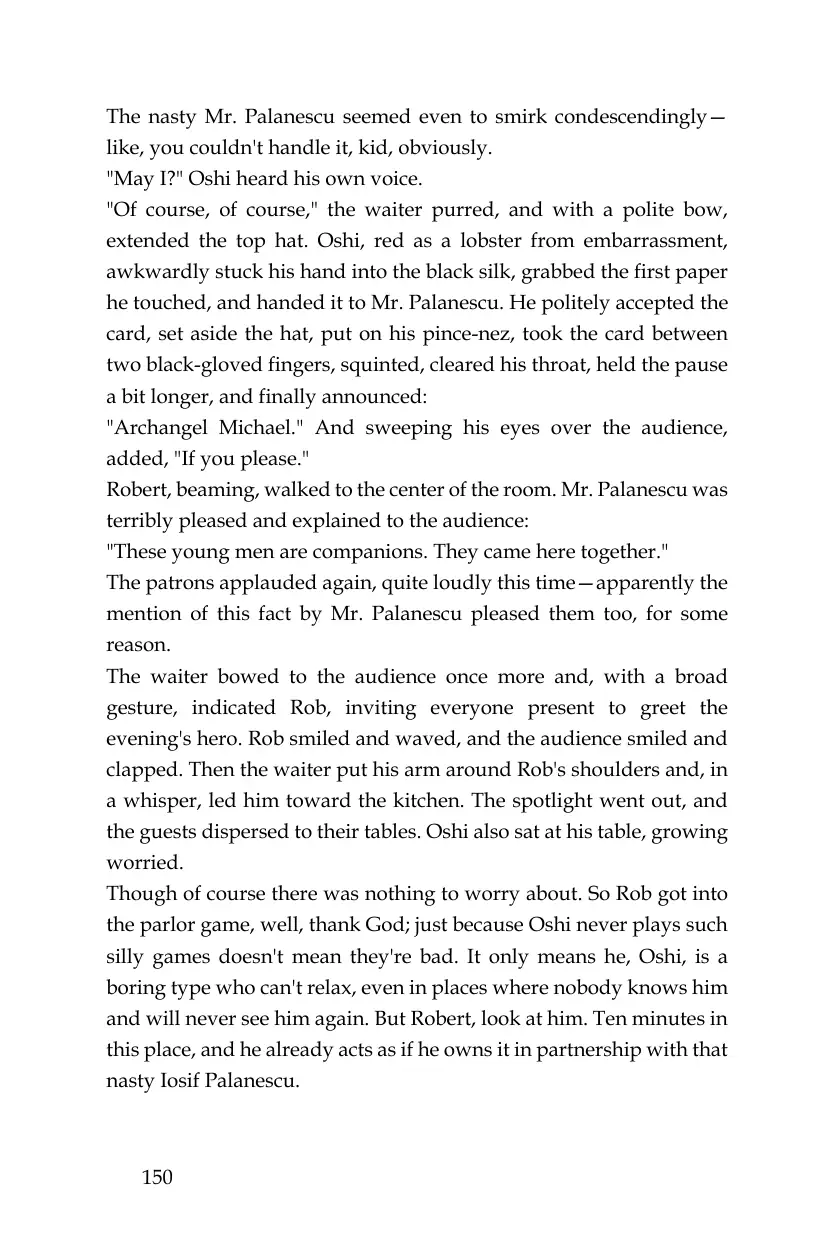 The nasty Mr. Palanescu seemed even to smirk condescendingly—
like, you couldn't handle it, kid, obviously.
"May I?" Oshi heard his own voice.
"Of course, of course," the waiter purred, and with a polite bow,
extended the top hat. Oshi, red as a lobster from embarrassment,
awkwardly stuck his hand into the black silk, grabbed the first paper
he touched, and handed it to Mr. Palanescu. He politely accepted the
card, set aside the hat, put on his pince-nez, took the card between
two black-gloved fingers, squinted, cleared his throat, held the pause
a bit longer, and finally announced:
"Archangel Michael." And sweeping his eyes over the audience,
added, "If you please."
Robert, beaming, walked to the center of the room. Mr. Palanescu was
terribly pleased and explained to the audience:
"These young men are companions. They came here together."
The patrons applauded again, quite loudly this time—apparently the
mention of this fact by Mr. Palanescu pleased them too, for some
reason.
The waiter bowed to the audience once more and, with a broad
gesture, indicated Rob, inviting everyone present to greet the
evening's hero. Rob smiled and waved, and the audience smiled and
clapped. Then the waiter put his arm around Rob's shoulders and, in
a whisper, led him toward the kitchen. The spotlight went out, and
the guests dispersed to their tables. Oshi also sat at his table, growing
worried.
Though of course there was nothing to worry about. So Rob got into
the parlor game, well, thank God; just because Oshi never plays such
silly games doesn't mean they're bad. It only means he, Oshi, is a
boring type who can't relax, even in places where nobody knows him
and will never see him again. But Robert, look at him. Ten minutes in
this place, and he already acts as if he owns it in partnership with that
nasty Iosif Palanescu.
150